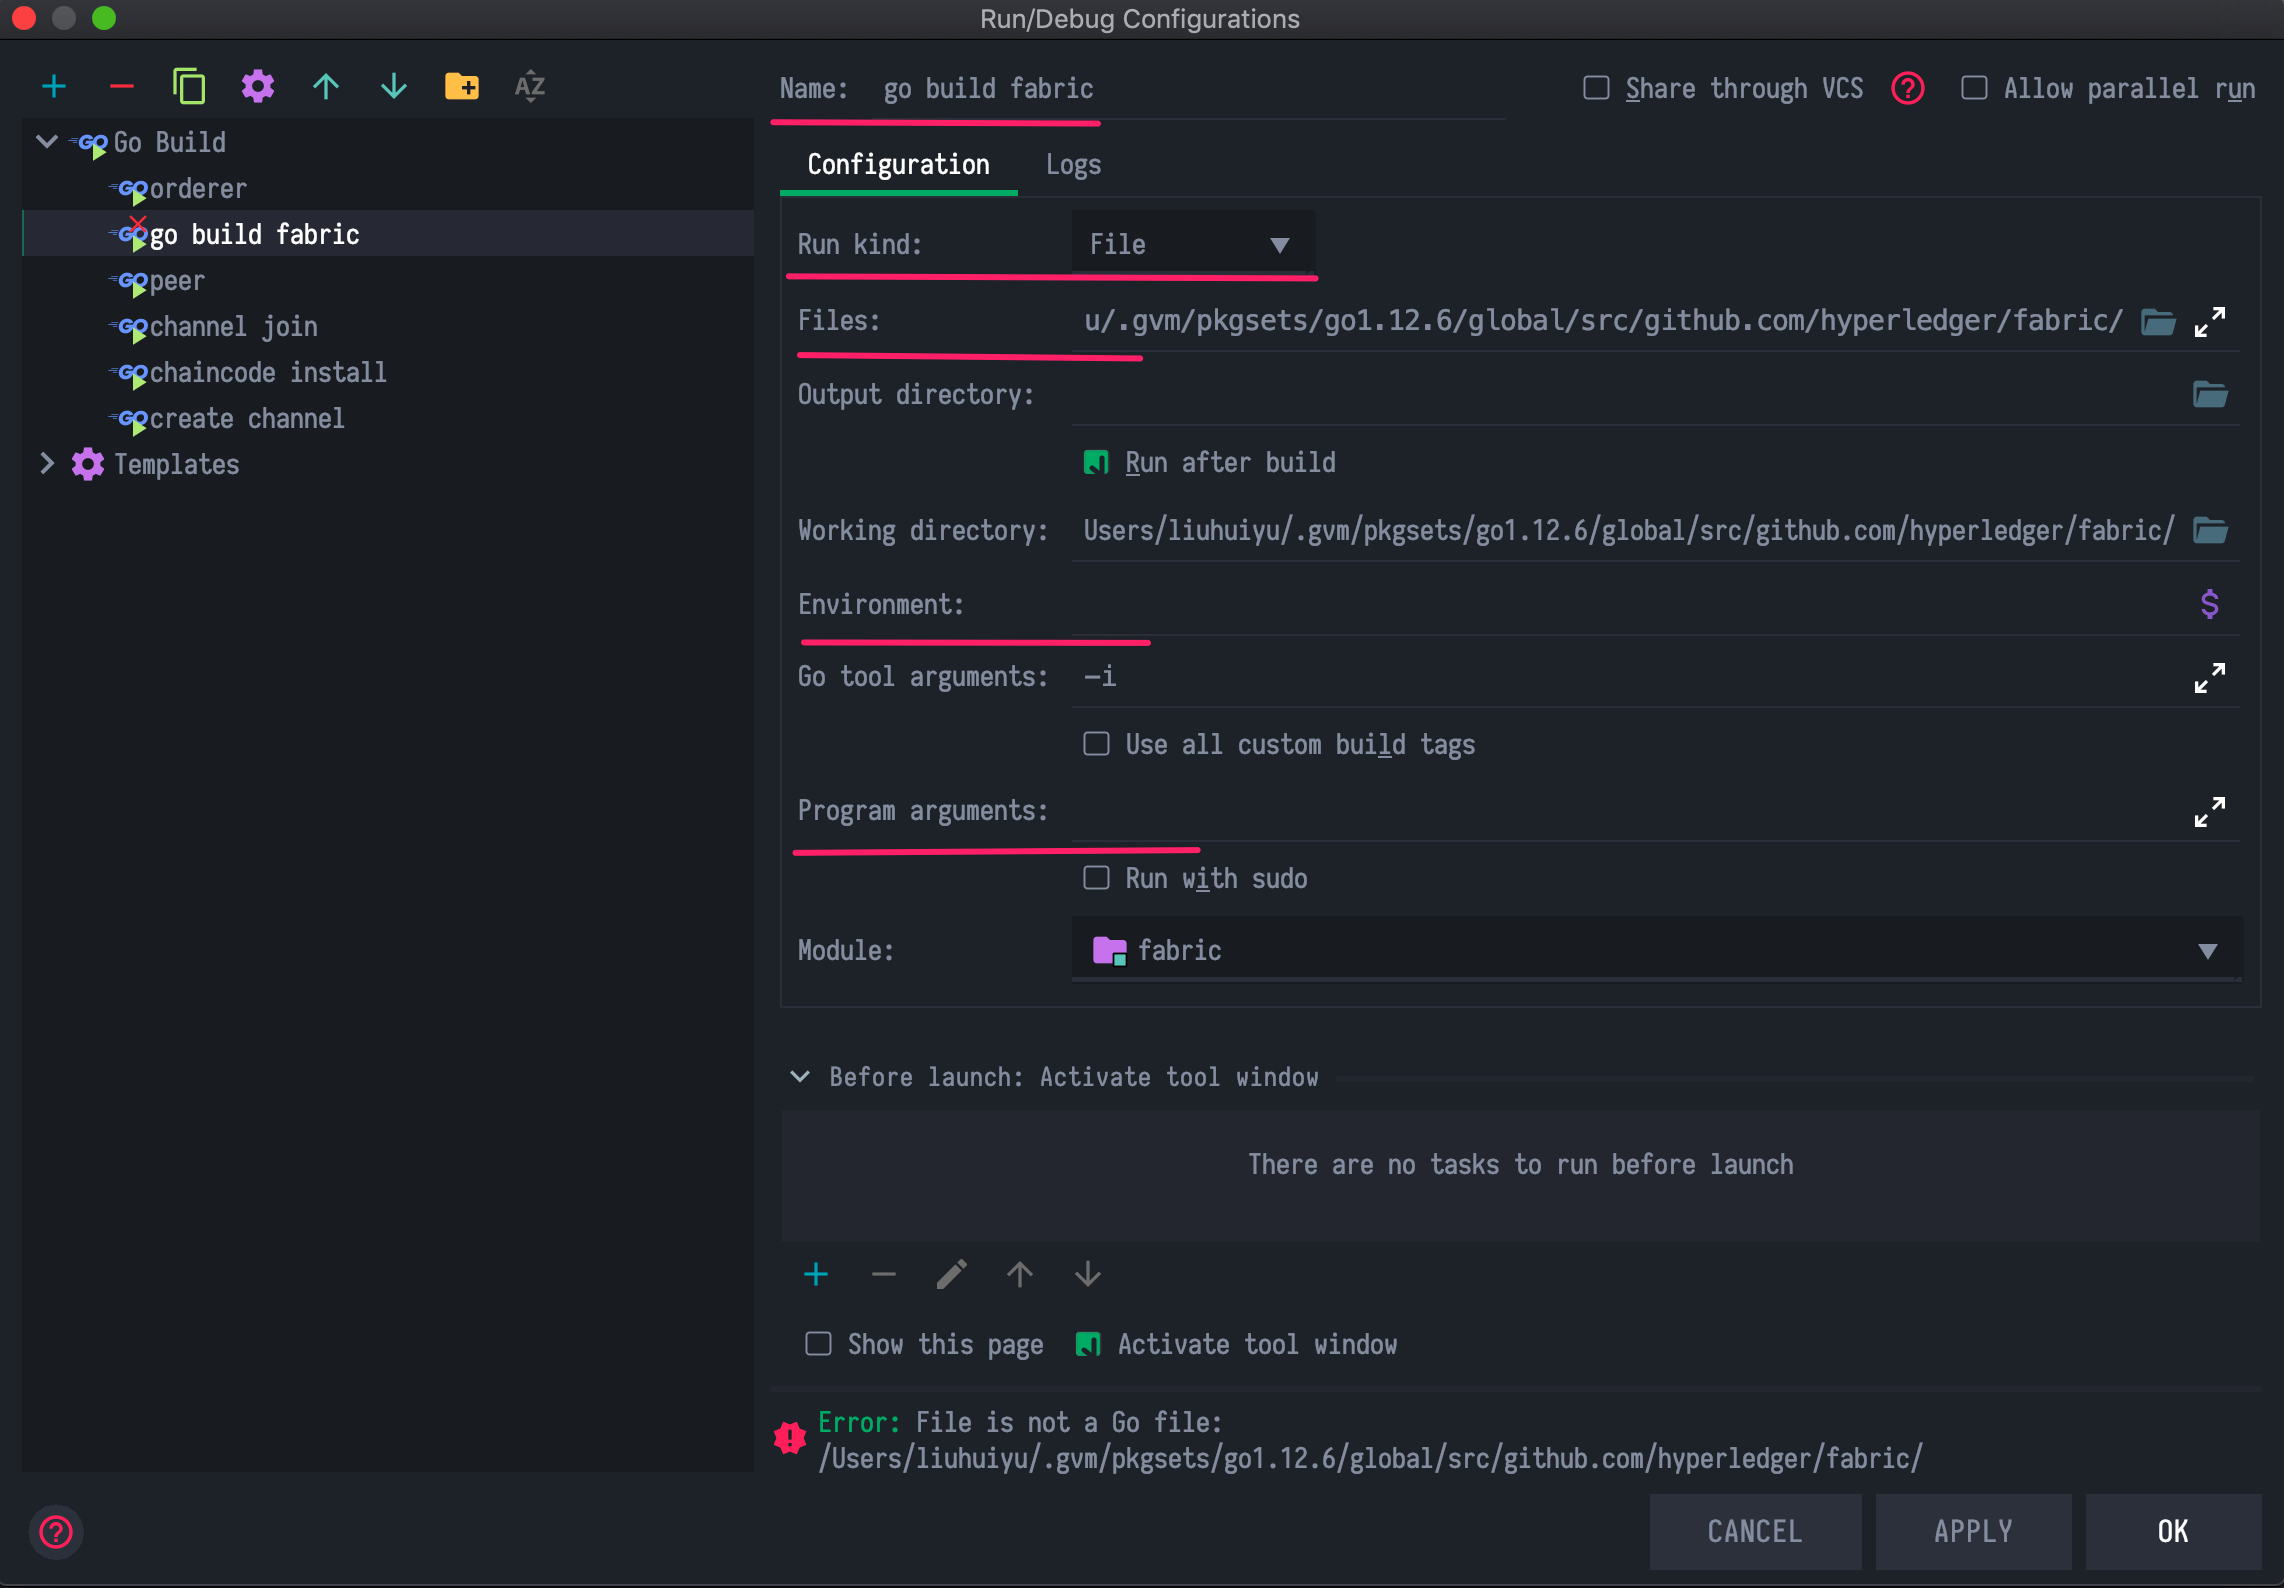 Run/Debug Configurations
Name: go build fabric
Share through VCS
Allow parallel run
Go Build
orderer
go build fabric
peer
channel join
chaincode install
create channel
Templates
Configuration Logs
Run kind: File
Files: u/.gvm/pkgsets/go1.12.6/global/src/github.com/hyperledger/fabric/
Output directory:
Run after build
Working directory: Users/liuhuiyu/.gvm/pkgsets/go1.12.6/global/src/github.com/hyperledger/fabric/
Environment:
Go tool arguments: -i
Use all custom build tags
Program arguments:
Run with sudo
Module: fabric
Before launch: Activate tool window
There are no tasks to run before launch
Show this page Activate tool window
Error: File is not a Go file:
/Users/liuhuiyu/.gvm/pkgsets/go1.12.6/global/src/github.com/hyperledger/fabric/
CANCEL APPLY OK